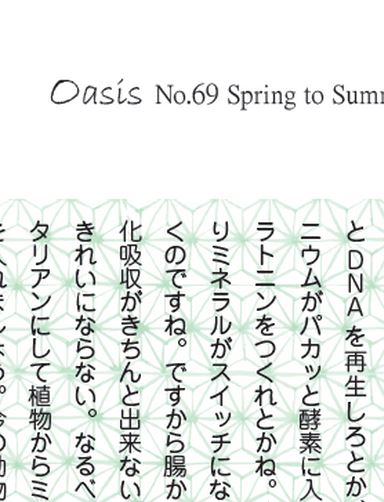 Oasis No.69 Spring to Sum
とDNAを再生しろとか
ニウムがパカッと酵素に入
ラトニンをつくれとかね。
りミネラルがスイッチにな
くのですね。ですから腸か
化吸収がきちんと出来ない
きれいにならない。なるべ
タリアンにして植物からミ